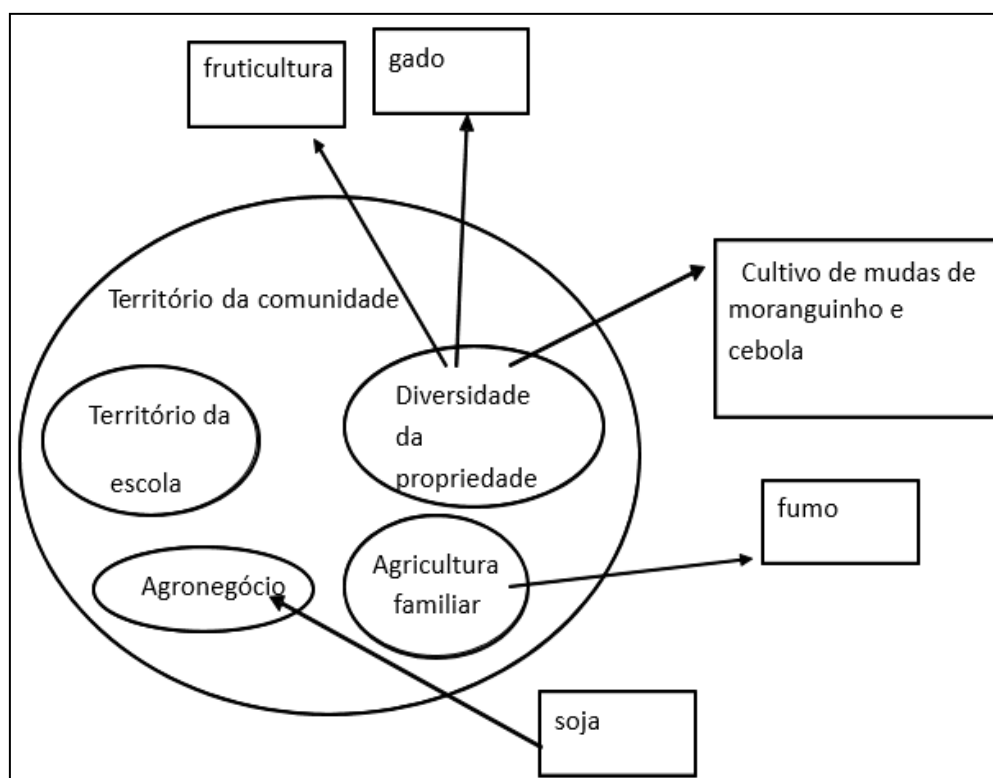 fruticultura
gado
Território da comunidade
Cultivo de mudas de
moranguinho e
cebola
Território da
escola
Diversidade
da
propriedade
fumo
Agronegócio
Agricultura
familiar
soja